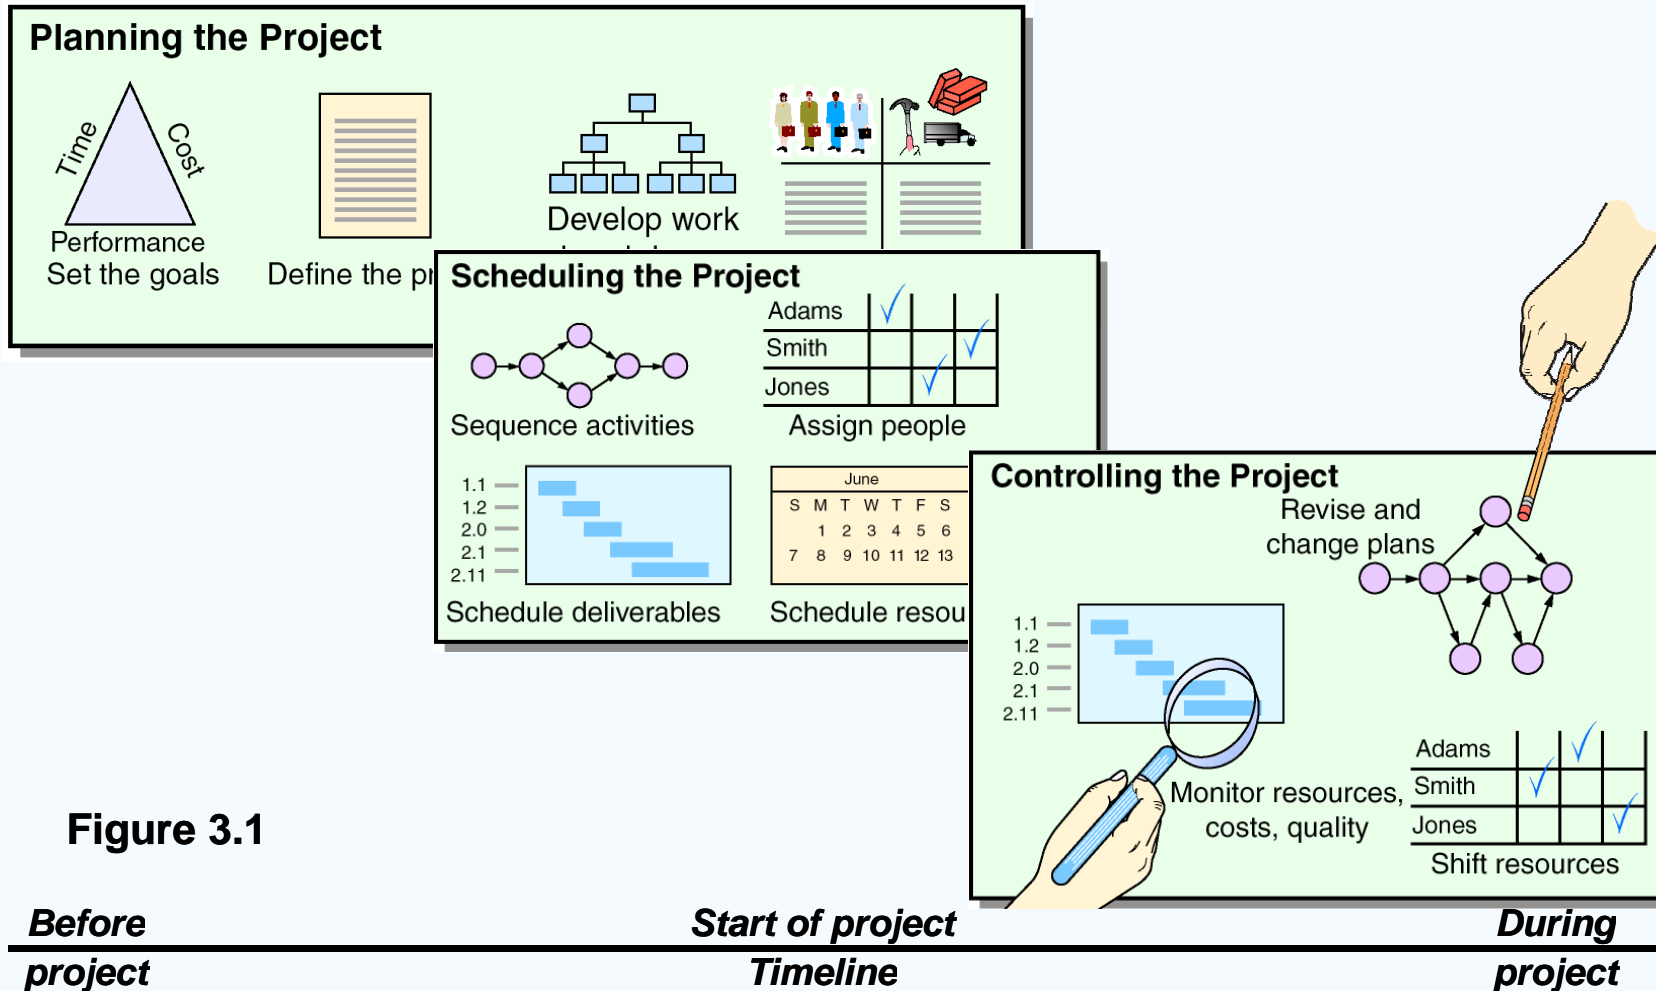 Planning the Project
Time
Cost
Performance
Set the goals
Define the pr
Develop work
Scheduling the Project
Sequence activities
Adams
Smith
Jones
Assign people
1.1
1.2
2.0
2.1
2.11
Schedule deliverables
June
S M T W T F S
1 2 3 4 5 6
7 8 9 10 11 12 13
Schedule resou
Controlling the Project
Revise and
change plans
1.1
1.2
2.0
2.1
2.11
Monitor resources,
costs, quality
Adams
Smith
Jones
Shift resources
Figure 3.1
Before
project
Start of project
Timeline
During
project